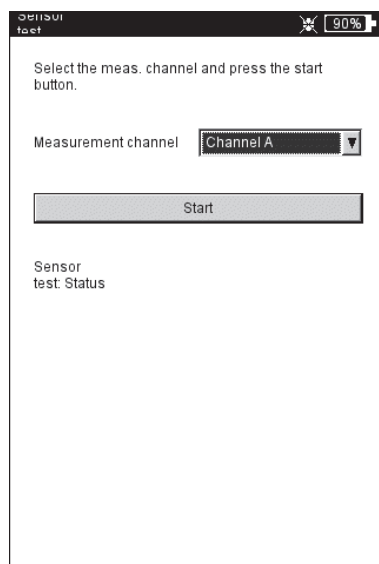 Sensor
test
90%
Select the meas. channel and press the start
button.
Measurement channel
Channel A
Start
Sensor
test: Status